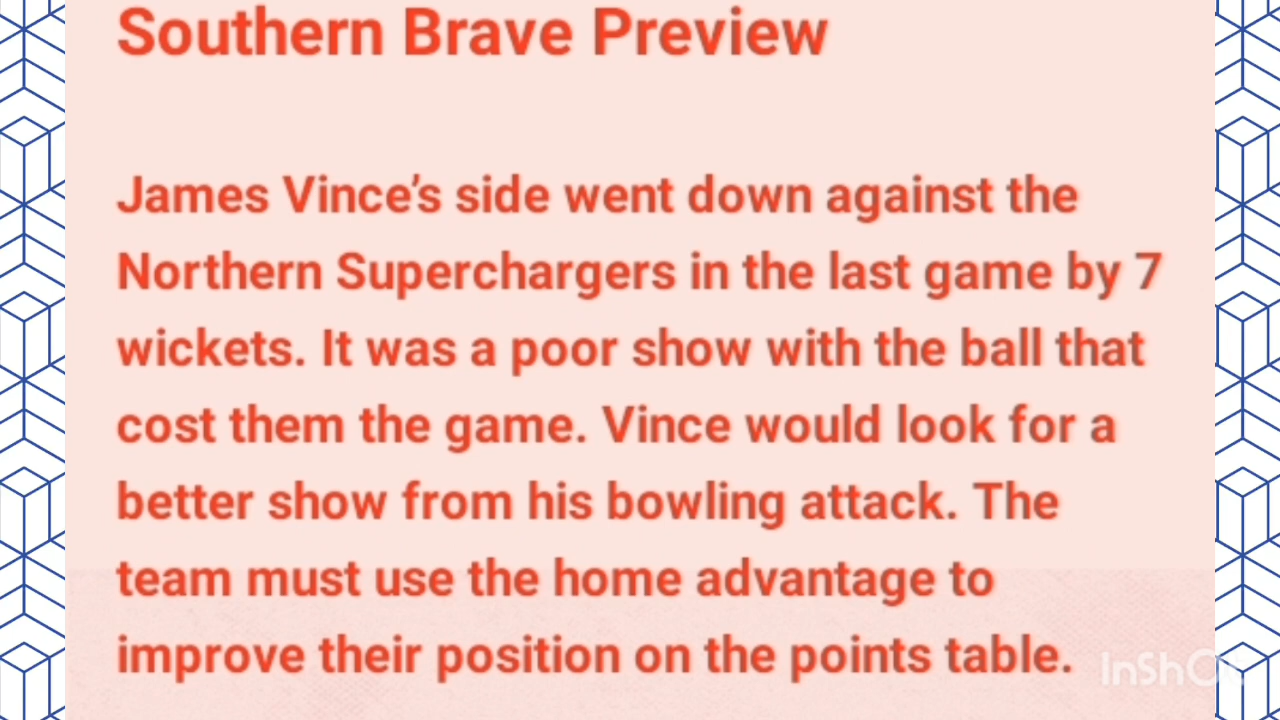 Southern Brave Preview
James Vince’s side went down against the
Northern Superchargers in the last game by 7
wickets. It was a poor show with the ball that
cost them the game. Vince would look for a
better show from his bowling attack. The
team must use the home advantage to
improve their position on the points table.
InShOt